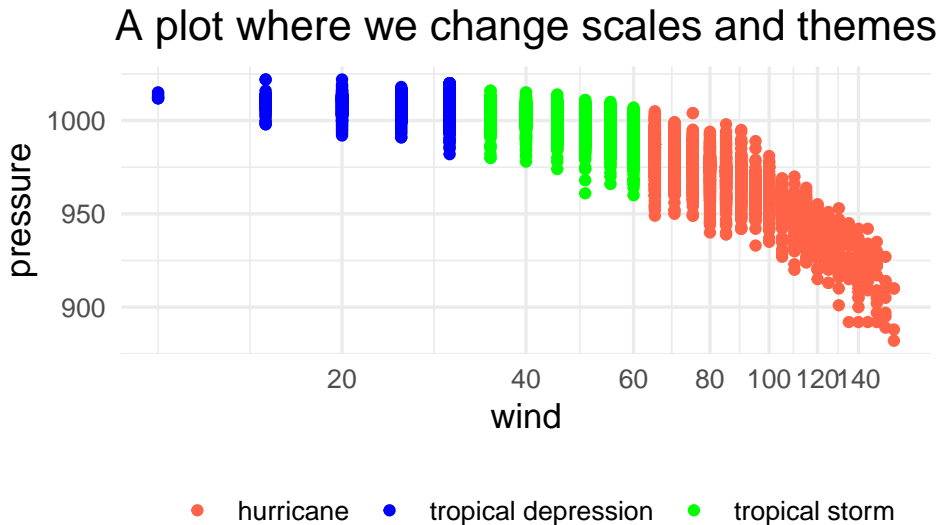 A plot where we change scales and themes
pressure
1000
950
900
20 40 60 80 100 120 140
wind
hurricane tropical depression tropical storm